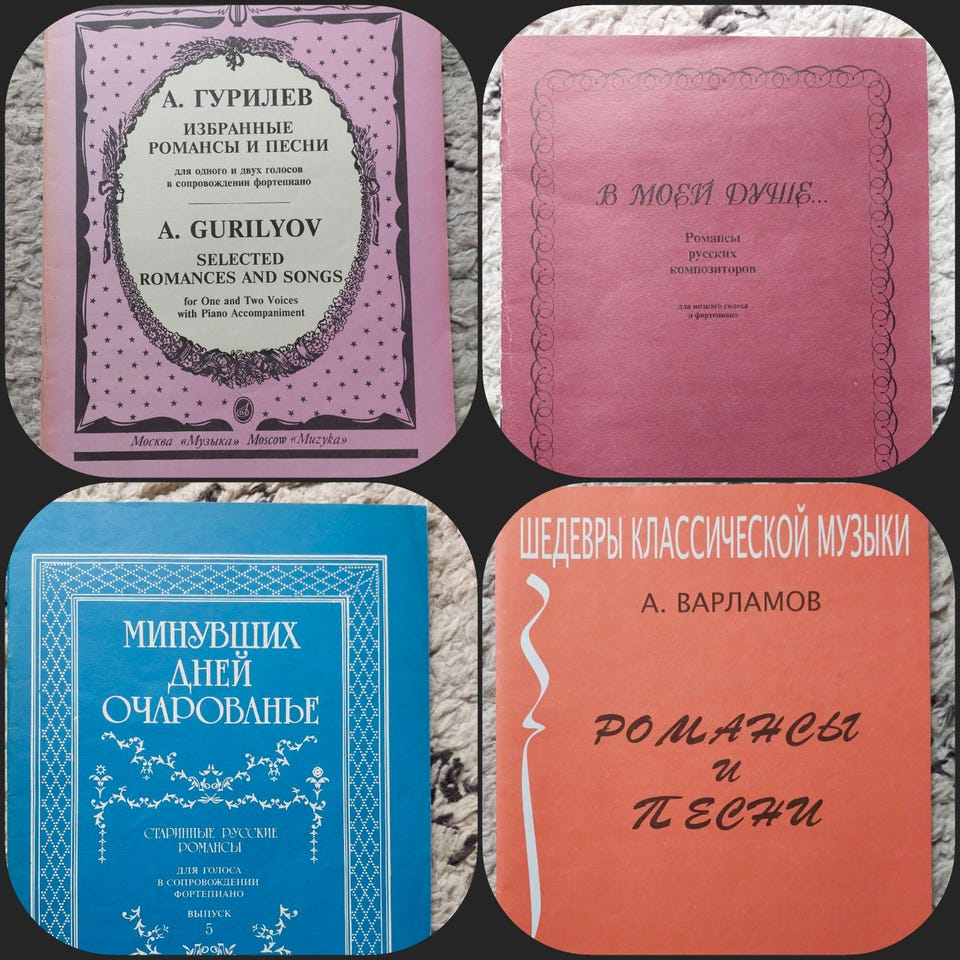 А. ГУРИЛЕВ
ИЗБРАННЫЕ
РОМАНСЫ И ПЕСНИ
для одного и двух голосов
в сопровождении фортепиано
A. GURILYOV
SELECTED
ROMANCES AND SONGS
for One and Two Voices
with Piano Accompaniment
Москва «Музыка» Moscow «Muzyka»
В МОЕЙ ДУШЕ...
Романсы
русских
композиторов
для низкого голоса
и фортепиано
МИНУВШИХ
ДНЕЙ
ОЧАРОВАНЬЕ
СТАРИННЫЕ РУССКИЕ
РОМАНСЫ
ДЛЯ ГОЛОСА
В СОПРОВОЖДЕНИИ
ФОРТЕПИАНО
ВЫПУСК
5
ШЕДЕВРЫ КЛАССИЧЕСКОЙ МУЗЫКИ
А. ВАРЛАМОВ
РОМАНСЫ
И
ПЕСНИ